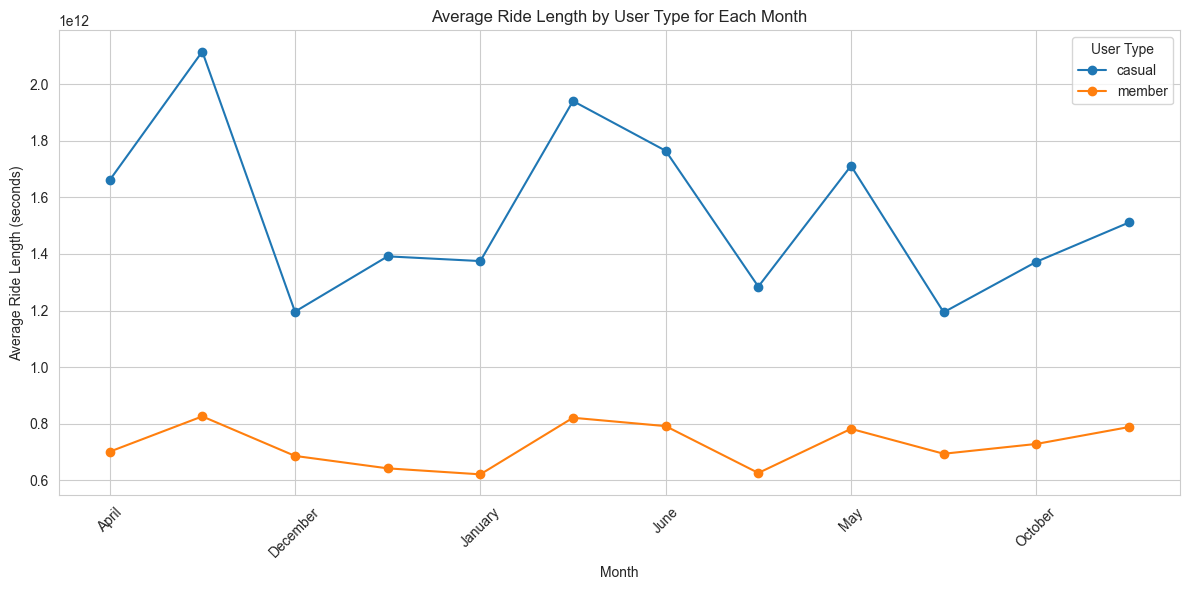 Average Ride Length by User Type for Each Month
1e12
User Type
casual
member
2.0
1.8
1.6
1.4
1.2
1.0
0.8
0.6
Average Ride Length (seconds)
April
December
January
June
May
October
Month